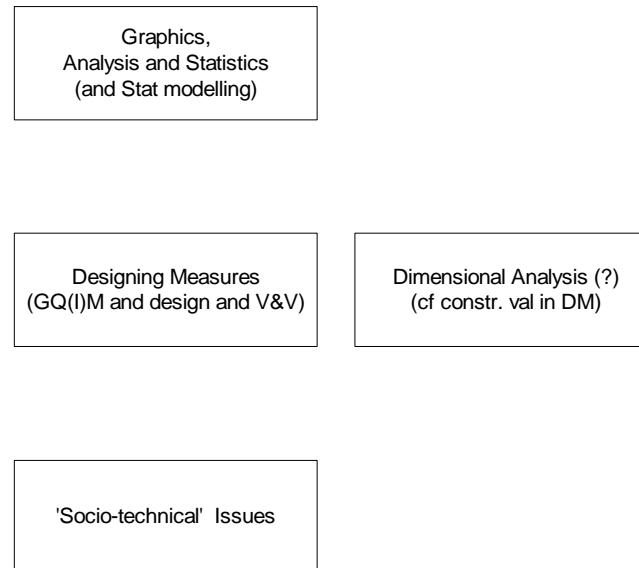 Graphics,
Analysis and Statistics
(and Stat modelling)
Designing Measures
(GQ(I)M and design and V&V)
Dimensional Analysis (?)
(cf constr. val in DM)
'Socio-technical' Issues